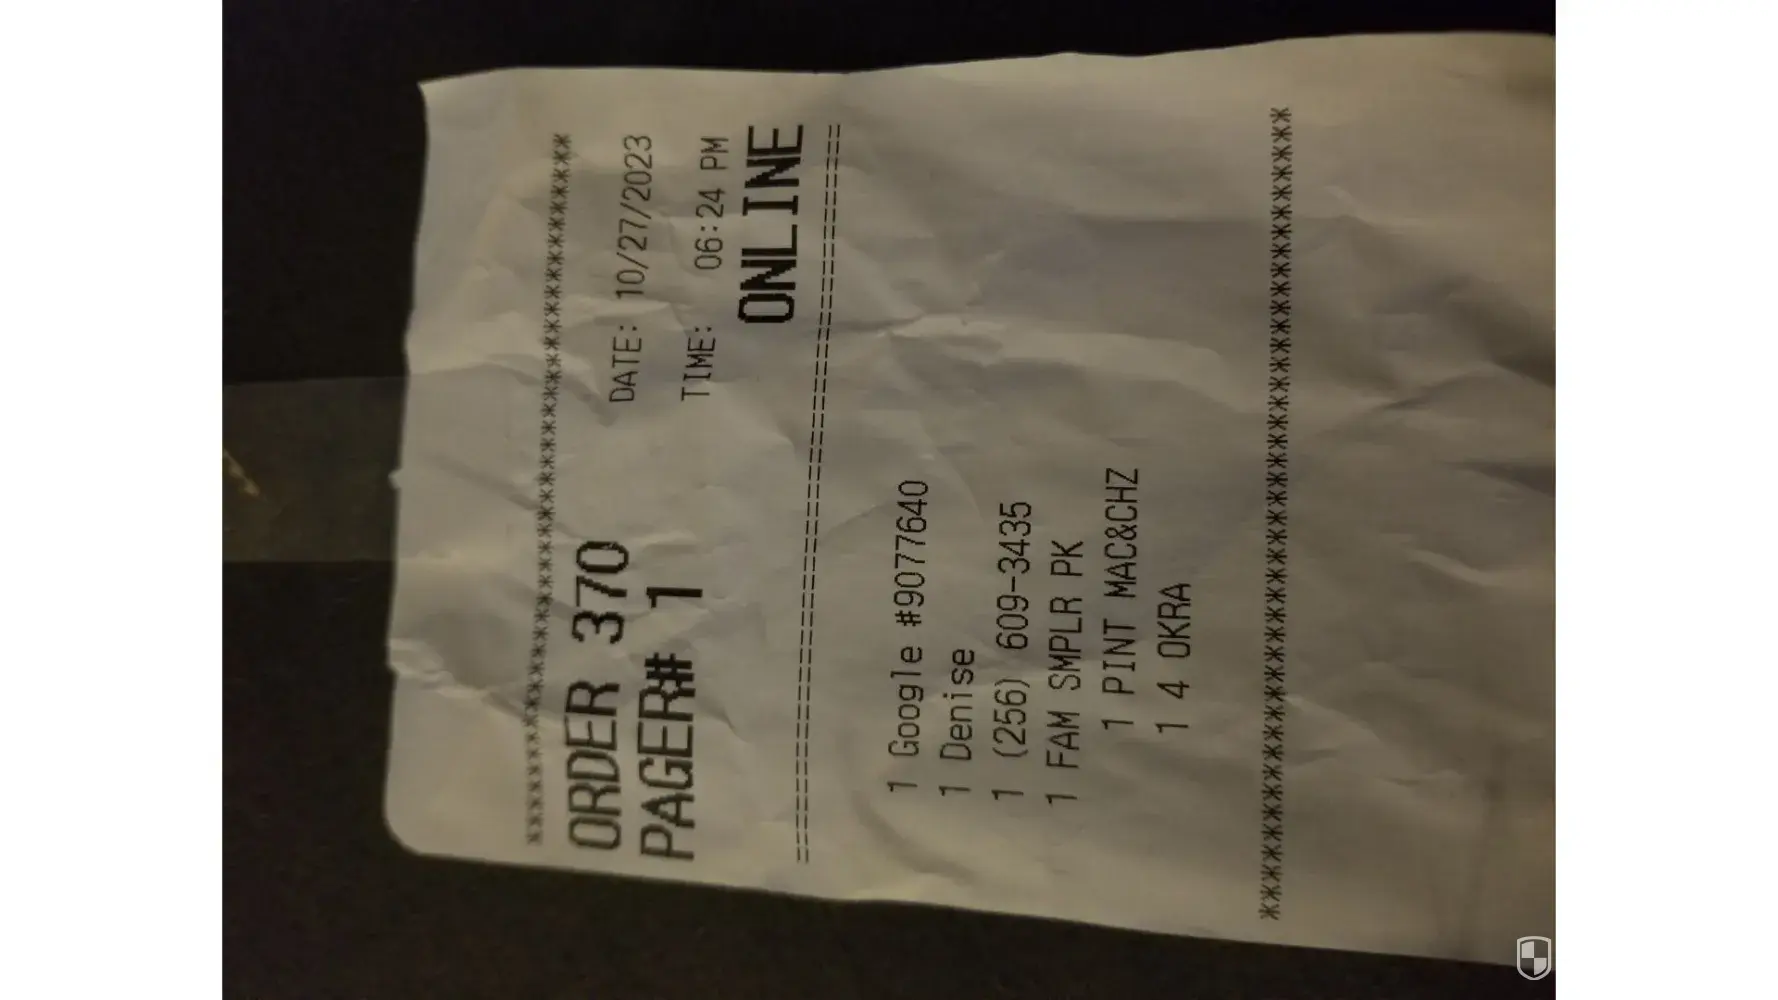 ************************************************
DATE: 10/27/2023
ORDER 370
TIME: 06:24 PM
PAGER# 1
ONLINE
================================================
1 Google #9077640
1 Denise
1 (256) 609-3435
1 FAM SMPLR PK
1 PINT MAC&CHZ
1 4 OKRA
************************************************